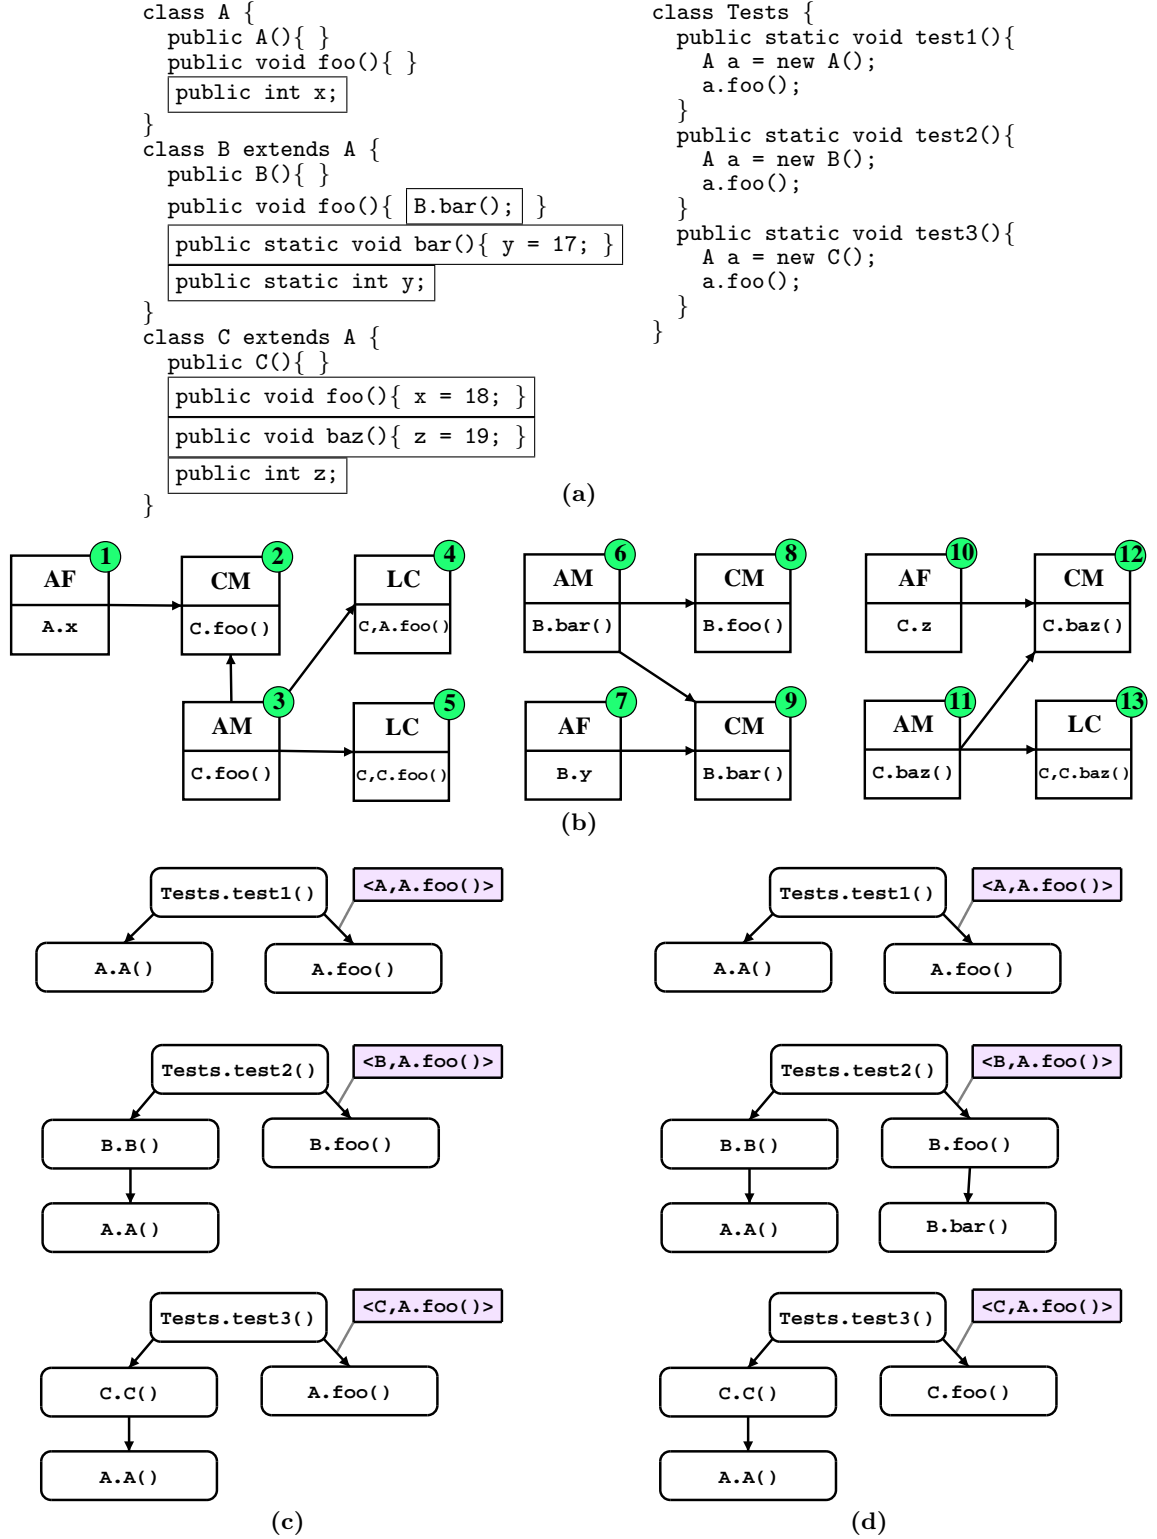 class A {
public A(){ }
public void foo(){ }
public int x;
}
class B extends A {
public B(){ }
public void foo(){ B.bar(); }
public static void bar(){ y = 17; }
public static int y;
}
class C extends A {
public C(){ }
public void foo(){ x = 18; }
public void baz(){ z = 19; }
public int z;
}
class Tests {
public static void test1(){
A a = new A();
a.foo();
}
public static void test2(){
A a = new B();
a.foo();
}
public static void test3(){
A a = new C();
a.foo();
}
}
(a)
1
AF
A.x
2
CM
C.foo()
4
LC
C,A.foo()
3
AM
C.foo()
5
LC
C,C.foo()
6
AM
B.bar()
8
CM
B.foo()
7
AF
B.y
9
CM
B.bar()
10
AF
C.z
12
CM
C.baz()
11
AM
C.baz()
13
LC
C,C.baz()
(b)
Tests.test1()
<A,A.foo()>
A.A()
A.foo()
Tests.test2()
<B,A.foo()>
B.B()
B.foo()
A.A()
Tests.test3()
<C,A.foo()>
C.C()
A.foo()
A.A()
(c)
Tests.test1()
<A,A.foo()>
A.A()
A.foo()
Tests.test2()
<B,A.foo()>
B.B()
B.foo()
A.A()
B.bar()
Tests.test3()
<C,A.foo()>
C.C()
C.foo()
A.A()
(d)